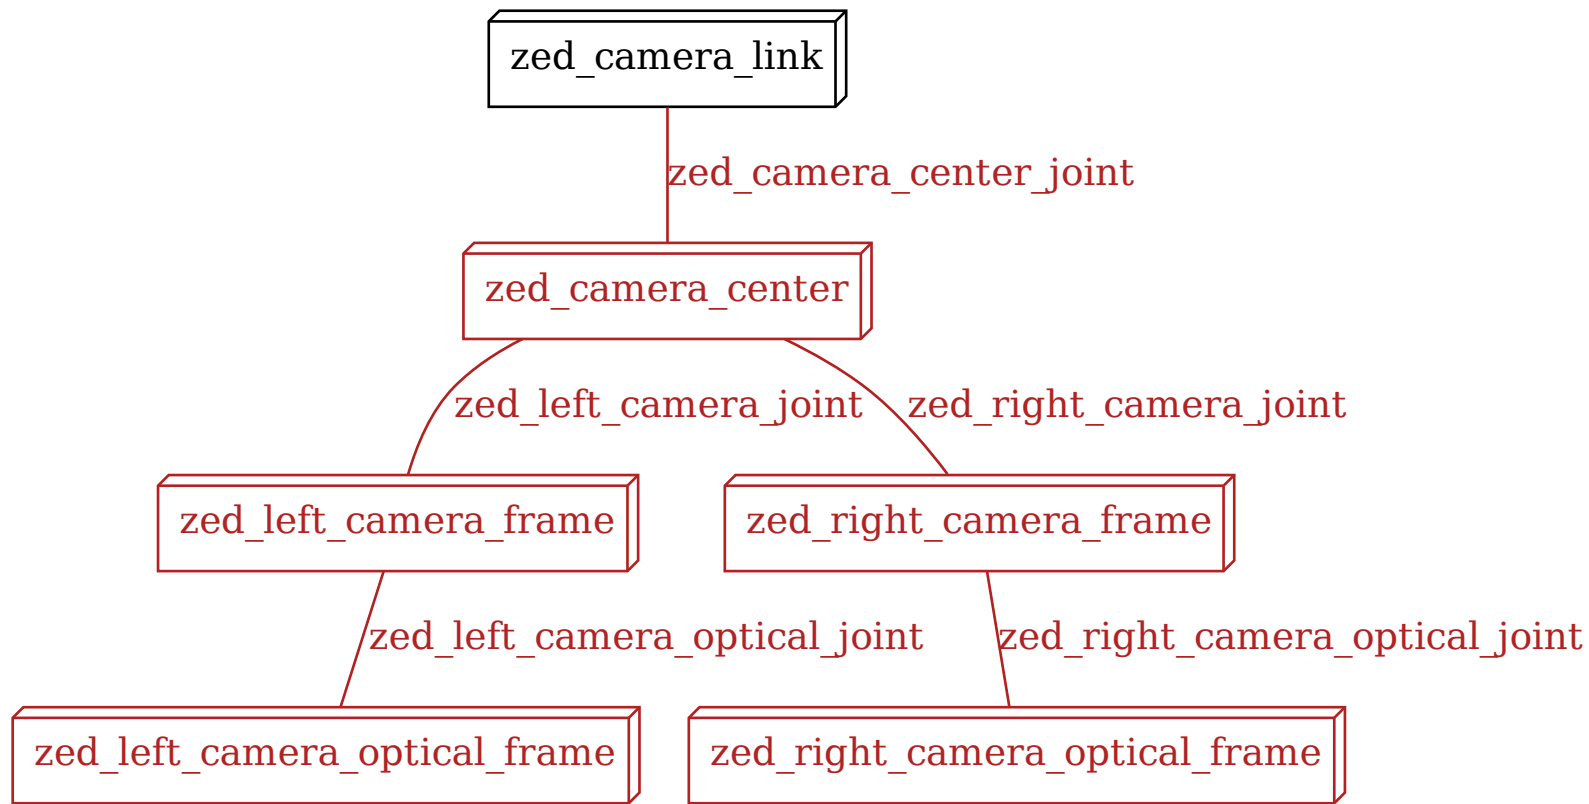 zed_camera_link
zed_camera_center_joint
zed_camera_center
zed_left_camera_joint
zed_right_camera_joint
zed_left_camera_frame
zed_right_camera_frame
zed_left_camera_optical_joint
zed_right_camera_optical_joint
zed_left_camera_optical_frame
zed_right_camera_optical_frame